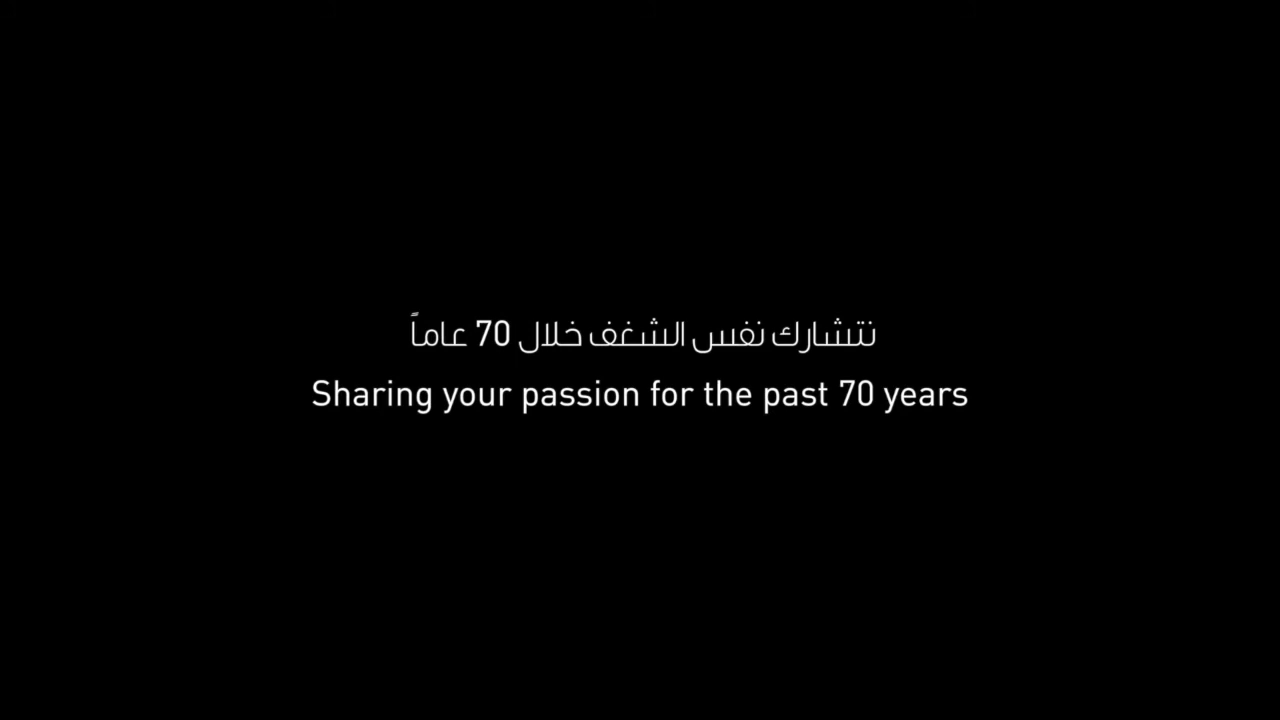 نتشارك نفس الشغف خلال 70 عاماً
Sharing your passion for the past 70 years